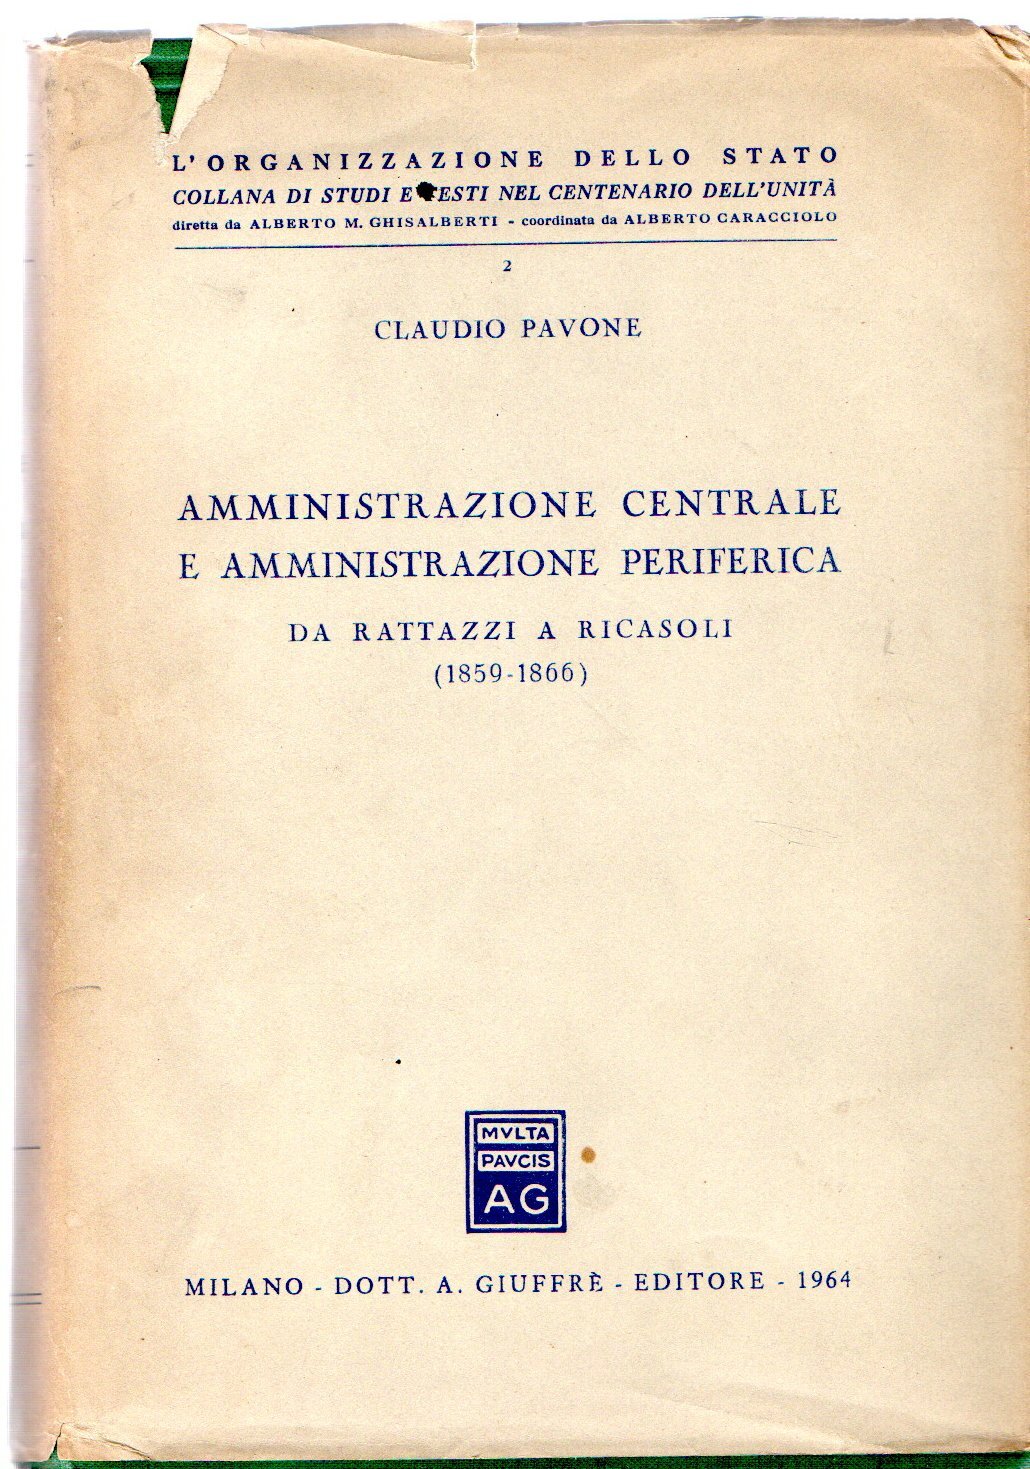 L'ORGANIZZAZIONE DELLO STATO
COLLANA DI STUDI E TESTI NEL CENTENARIO DELL'UNITÀ
diretta da ALBERTO M. GHISALBERTI - coordinata da ALBERTO CARACCIOLO
2
CLAUDIO PAVONE
AMMINISTRAZIONE CENTRALE
E AMMINISTRAZIONE PERIFERICA
DA RATTAZZI A RICASOLI
(1859-1866)
MVLTA
PAVCIS
AG
MILANO - DOTT. A. GIUFFRÈ - EDITORE - 1964